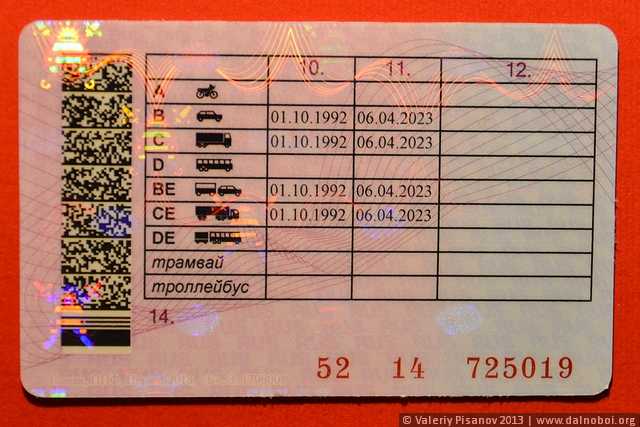 10. 11. 12.
A
B 01.10.1992 06.04.2023
C 01.10.1992 06.04.2023
D
BE 01.10.1992 06.04.2023
CE 01.10.1992 06.04.2023
DE
трамвай
троллейбус
14.
52 14 725019
© Valeriy Pisanov 2013 | www.dalnoboi.org